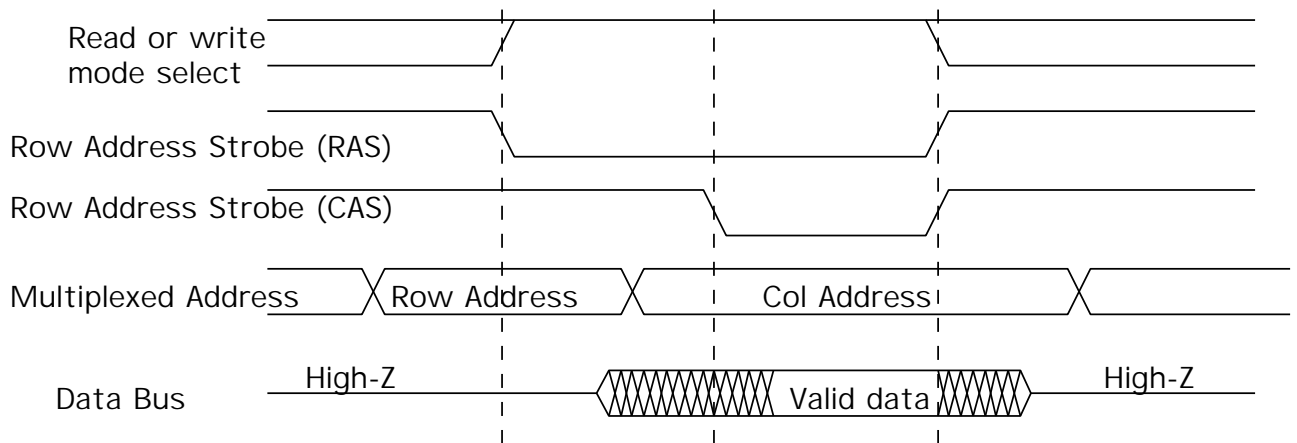 Read or write
mode select
Row Address Strobe (RAS)
Row Address Strobe (CAS)
Multiplexed Address
Row Address
Col Address
Data Bus
High-Z
Valid data
High-Z